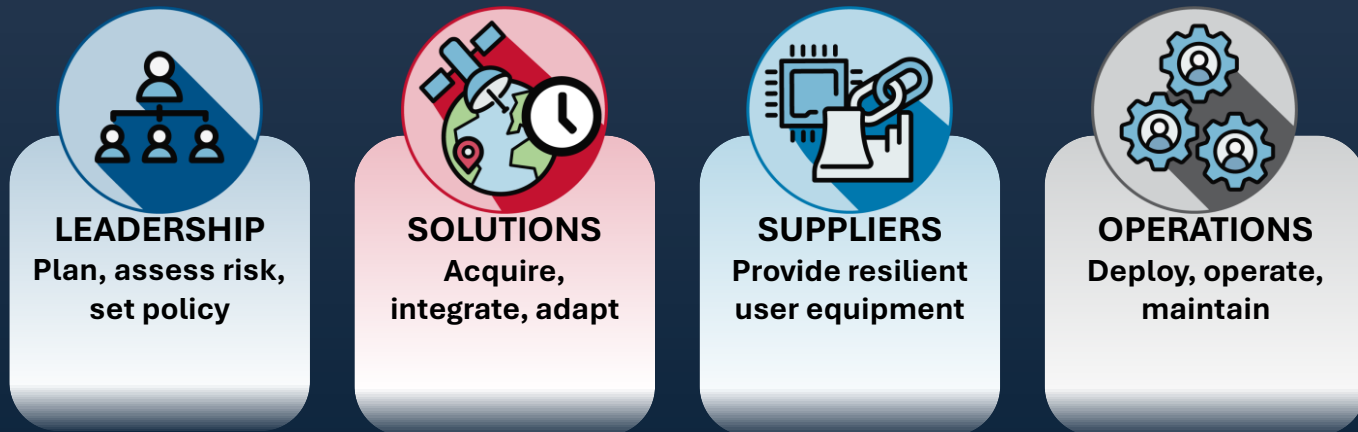 LEADERSHIP
Plan, assess risk,
set policy
SOLUTIONS
Acquire,
integrate, adapt
SUPPLIERS
Provide resilient
user equipment
OPERATIONS
Deploy, operate,
maintain